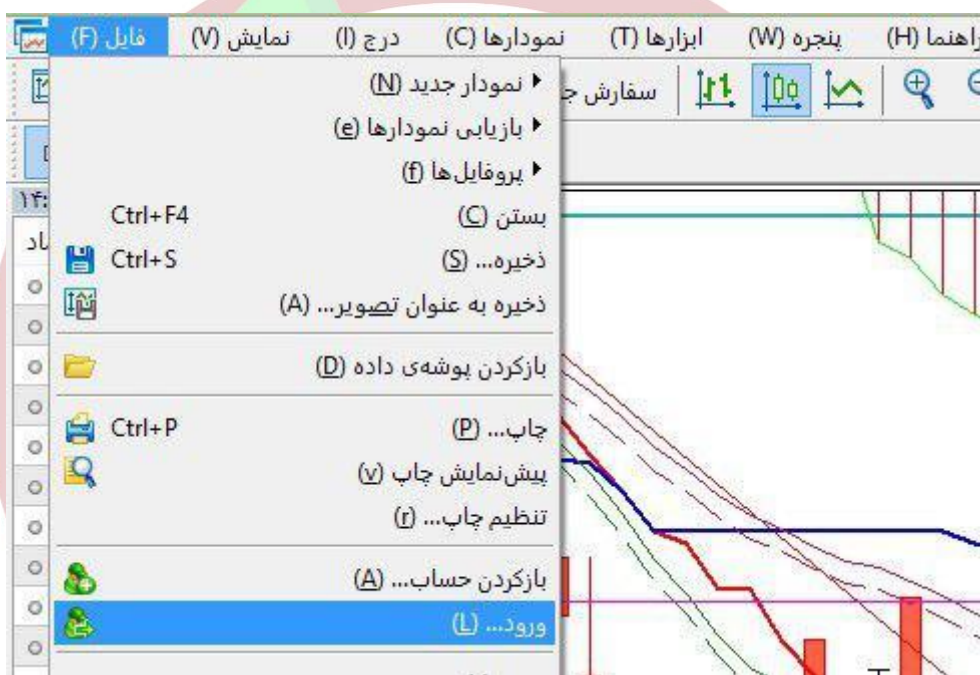 فایل (F) نمایش (V) درج (I) نمودارها (C) ابزارها (T) پنجره (W) راهنما (H)
سفارش
نمودار جدید (N)
بازیابی نمودارها (e)
پروفایل‌ها (f)
بستن (C) Ctrl+F4
ذخیره... (S) Ctrl+S
ذخیره به عنوان تصویر... (A)
بازکردن پوشه‌ی داده (D)
چاپ... (P) Ctrl+P
پیش‌نمایش چاپ (v)
تنظیم چاپ... (r)
بازکردن حساب... (A)
ورود... (L)